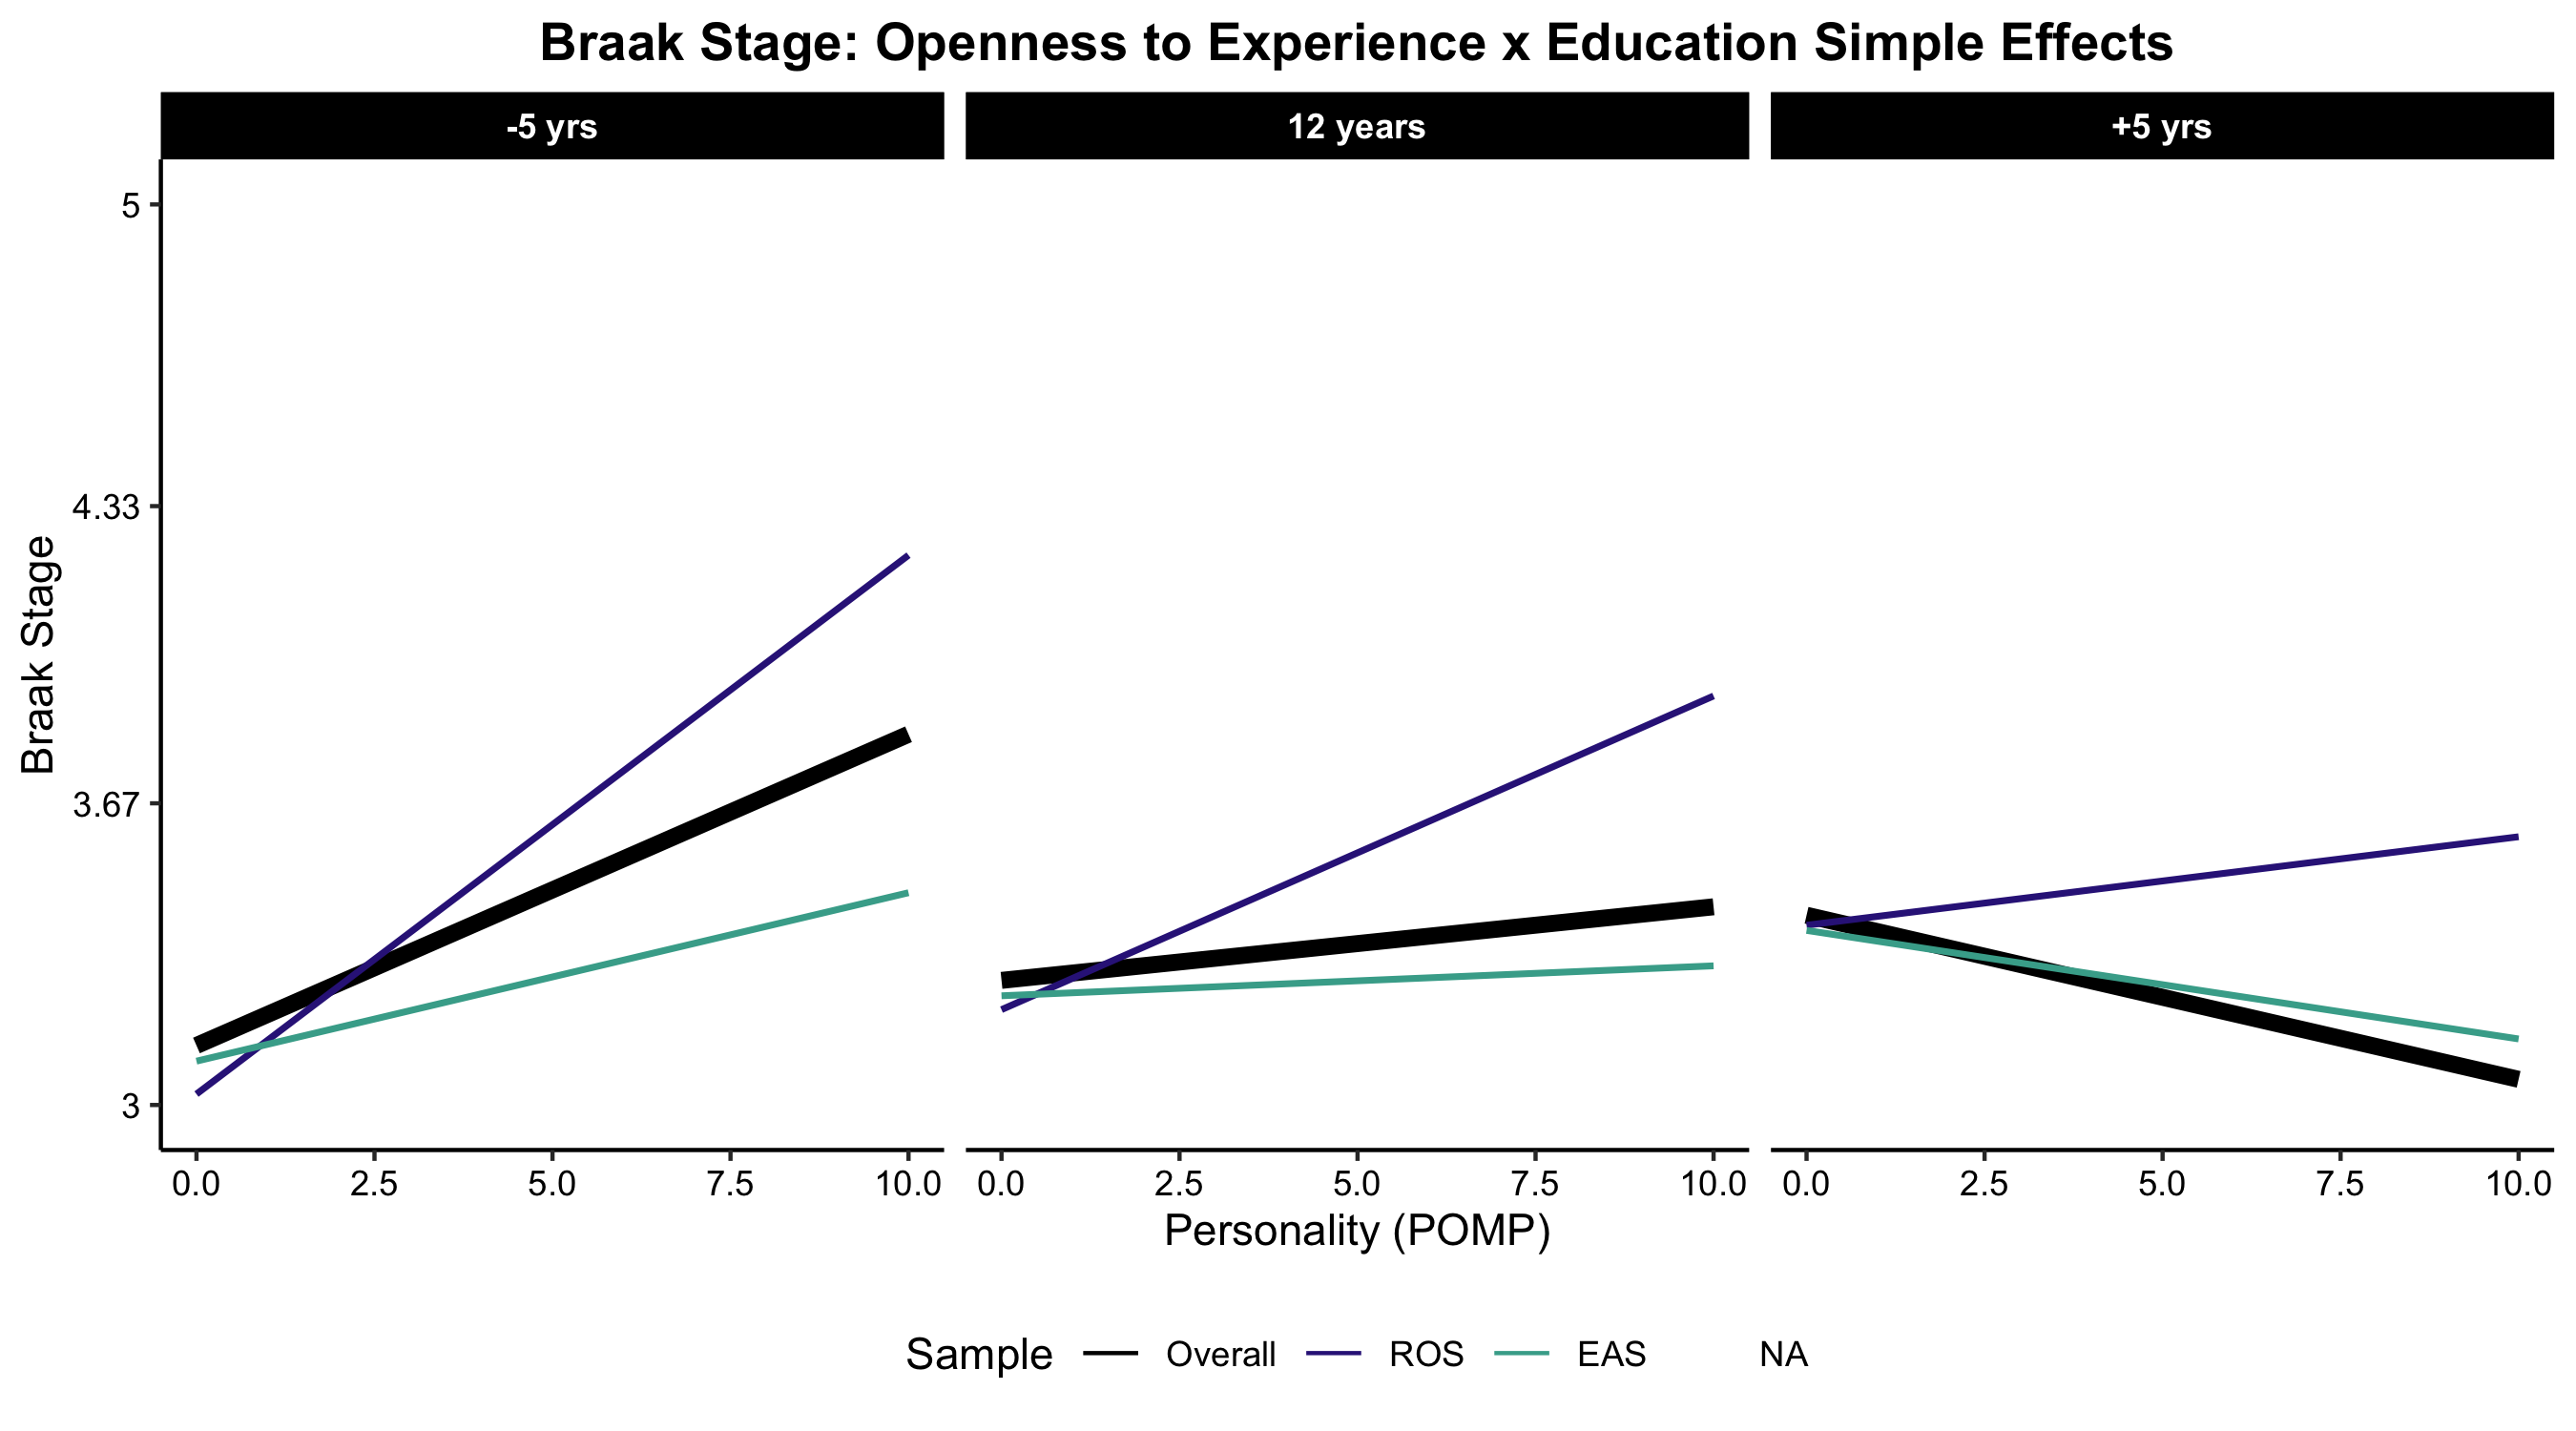 Braak Stage: Openness to Experience x Education Simple Effects
-5 yrs 12 years +5 yrs
5
4.33
3.67
3
Braak Stage
0.0 2.5 5.0 7.5 10.0 0.0 2.5 5.0 7.5 10.0 0.0 2.5 5.0 7.5 10.0
Personality (POMP)
Sample Overall ROS EAS NA